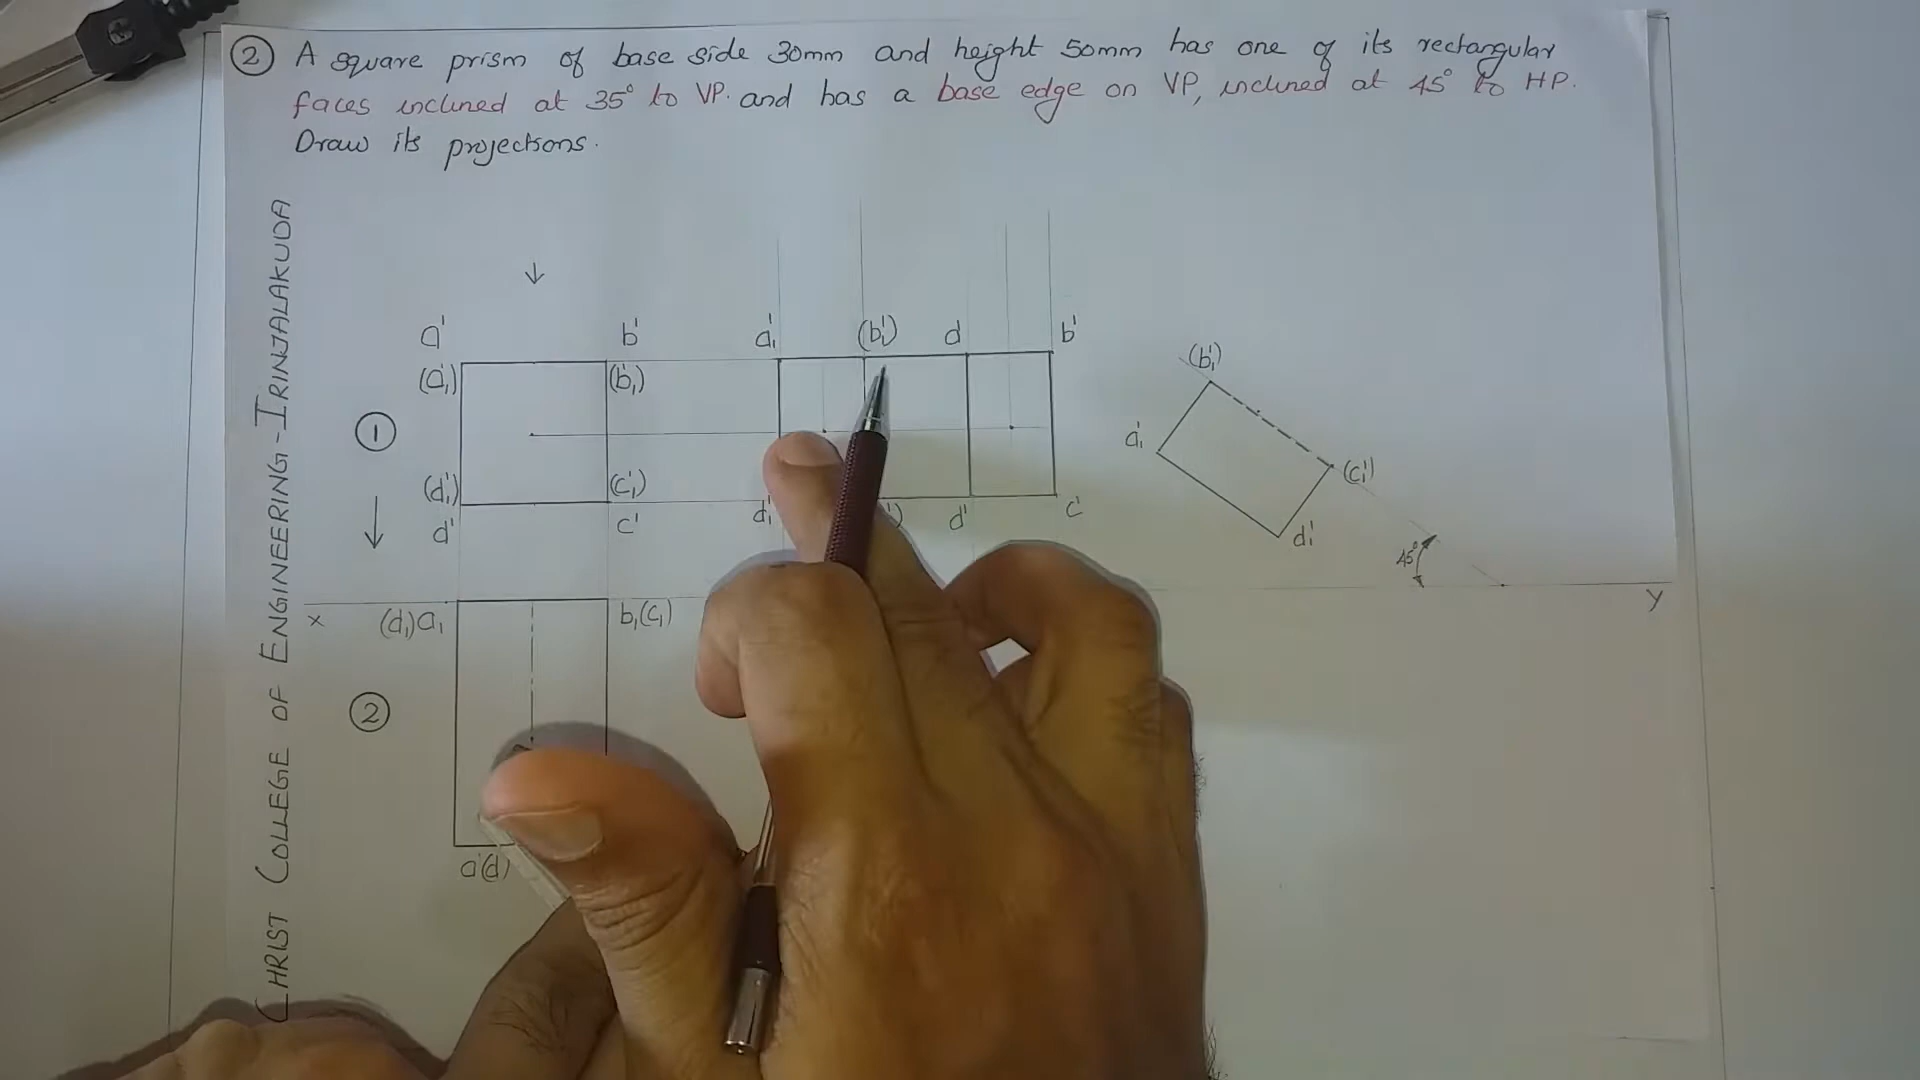 ② A square prism of base side 30mm and height 50mm has one of its rectangular
faces inclined at 35° to VP. and has a base edge on VP, inclined at 45° to HP.
Draw its projections.
CHRIST COLLEGE OF ENGINEERING-IRINJALAKUDA
a' b' a₁' (b₁') d b'
(a₁') (b₁')
(b₁')
①
a₁' (c₁')
(d₁') (c₁')
d' c' d₁' d' c'
d₁'
45°
x (d₁)a₁ b₁(c₁) y
②
a(d)